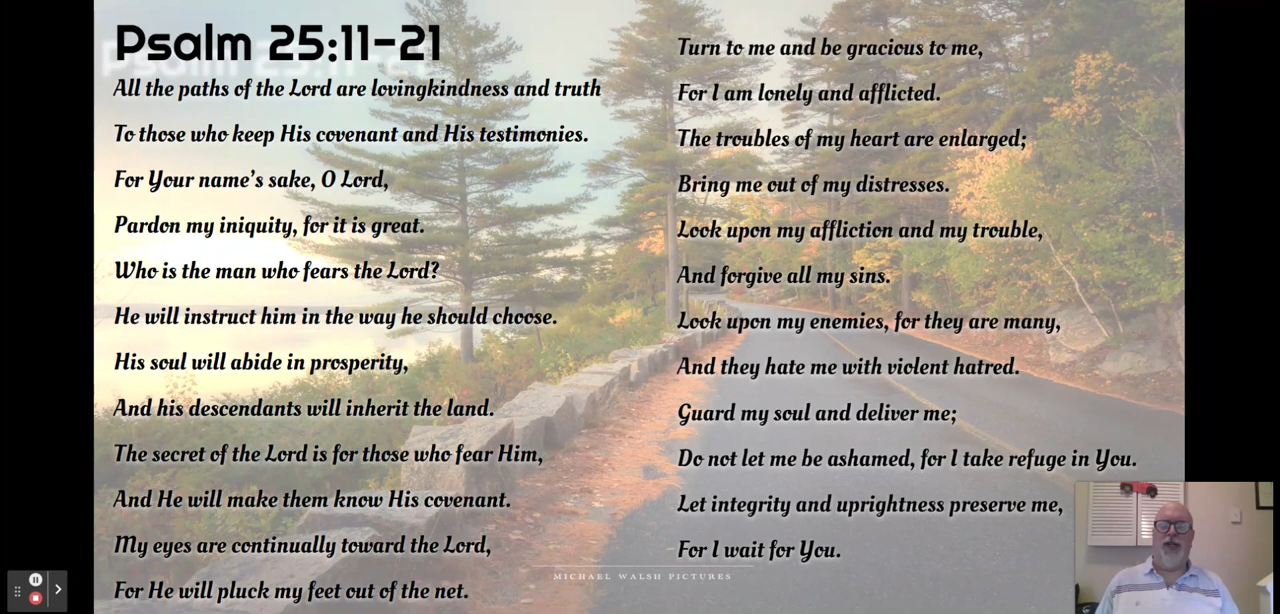 Psalm 25:11-21
All the paths of the Lord are lovingkindness and truth
To those who keep His covenant and His testimonies.
For Your name's sake, O Lord,
Pardon my iniquity, for it is great.
Who is the man who fears the Lord?
He will instruct him in the way he should choose.
His soul will abide in prosperity,
And his descendants will inherit the land.
The secret of the Lord is for those who fear Him,
And He will make them know His covenant.
My eyes are continually toward the Lord,
For He will pluck my feet out of the net.
Turn to me and be gracious to me,
For I am lonely and afflicted.
The troubles of my heart are enlarged;
Bring me out of my distresses.
Look upon my affliction and my trouble,
And forgive all my sins.
Look upon my enemies, for they are many,
And they hate me with violent hatred.
Guard my soul and deliver me;
Do not let me be ashamed, for I take refuge in You.
Let integrity and uprightness preserve me,
For I wait for You.
MICHAEL WALSH PICTURES